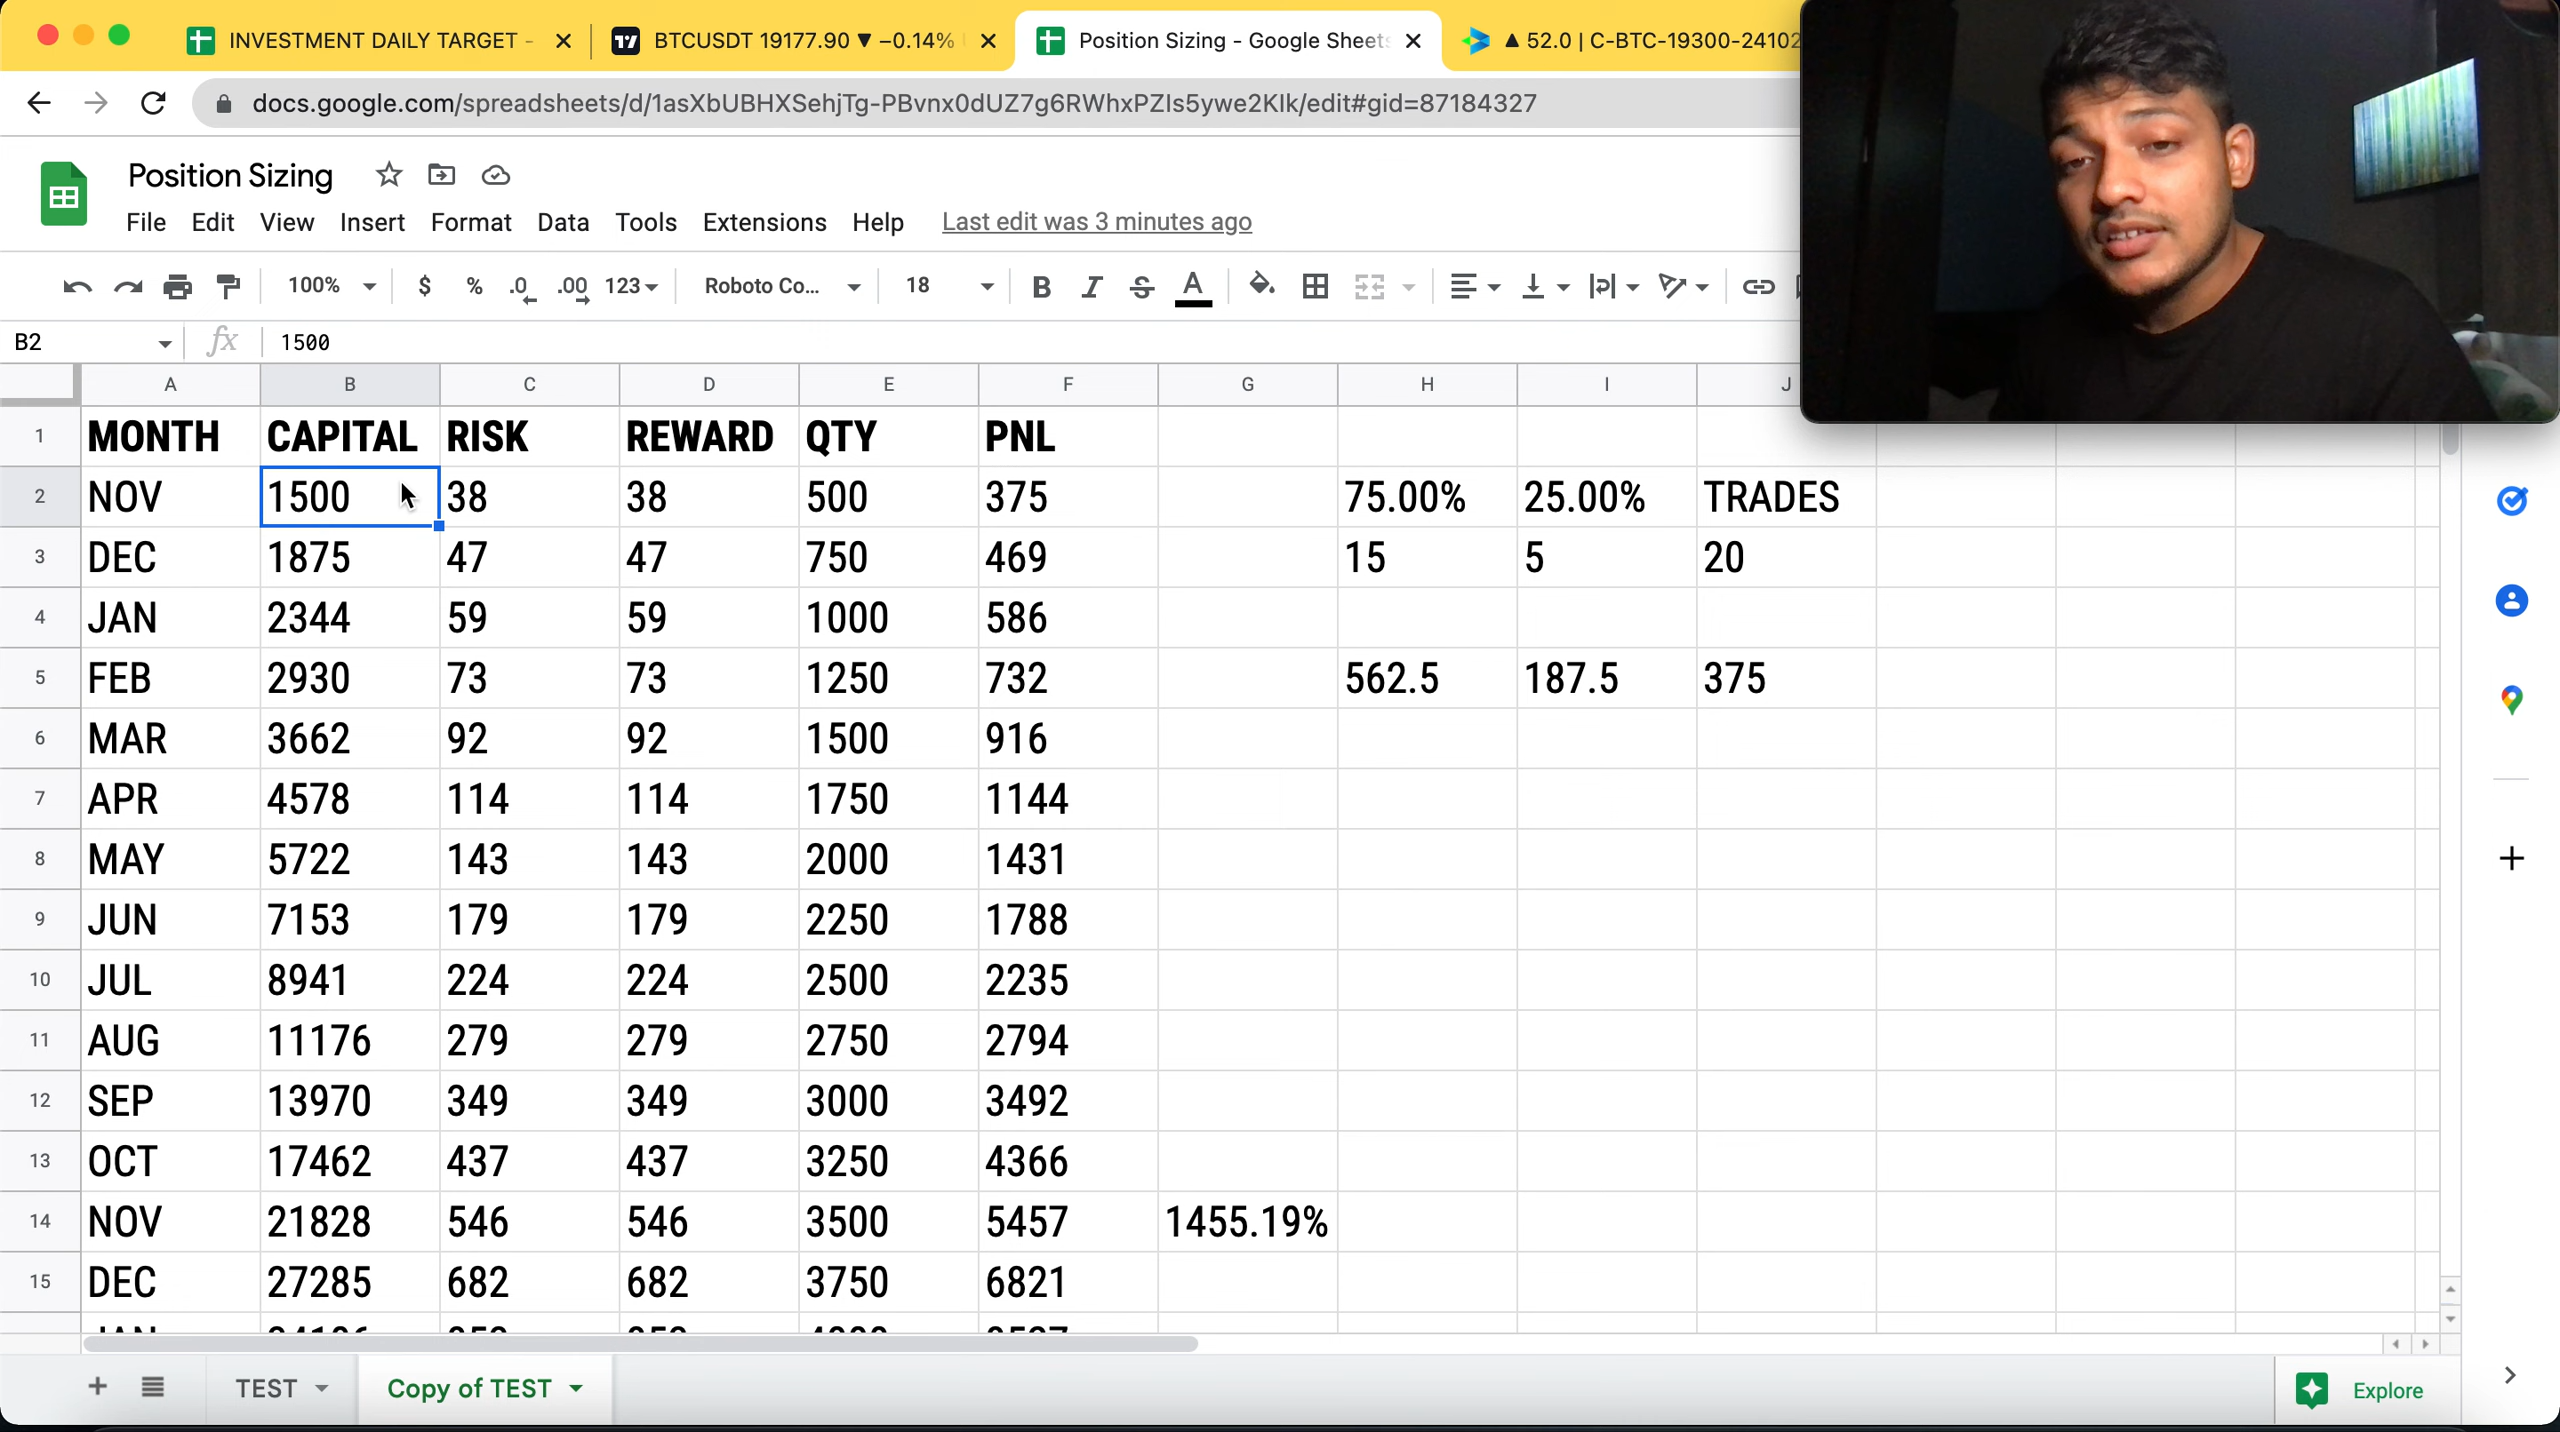 INVESTMENT DAILY TARGET -
BTCUSDT 19177.90 ▼ −0.14%
Position Sizing - Google Sheets
▲ 52.0 | C-BTC-19300-24102
docs.google.com/spreadsheets/d/1asXbUBHXSehjTg-PBvnx0dUZ7g6RWhxPZIs5ywe2KIk/edit#gid=87184327
Position Sizing
File Edit View Insert Format Data Tools Extensions Help Last edit was 3 minutes ago
100% $ % .0 .00 123 Roboto Co... 18 B I S A
B2 fx 1500
A B C D E F G H I J
1 MONTH CAPITAL RISK REWARD QTY PNL
2 NOV 1500 38 38 500 375 75.00% 25.00% TRADES
3 DEC 1875 47 47 750 469 15 5 20
4 JAN 2344 59 59 1000 586
5 FEB 2930 73 73 1250 732 562.5 187.5 375
6 MAR 3662 92 92 1500 916
7 APR 4578 114 114 1750 1144
8 MAY 5722 143 143 2000 1431
9 JUN 7153 179 179 2250 1788
10 JUL 8941 224 224 2500 2235
11 AUG 11176 279 279 2750 2794
12 SEP 13970 349 349 3000 3492
13 OCT 17462 437 437 3250 4366
14 NOV 21828 546 546 3500 5457 1455.19%
15 DEC 27285 682 682 3750 6821
TEST Copy of TEST Explore